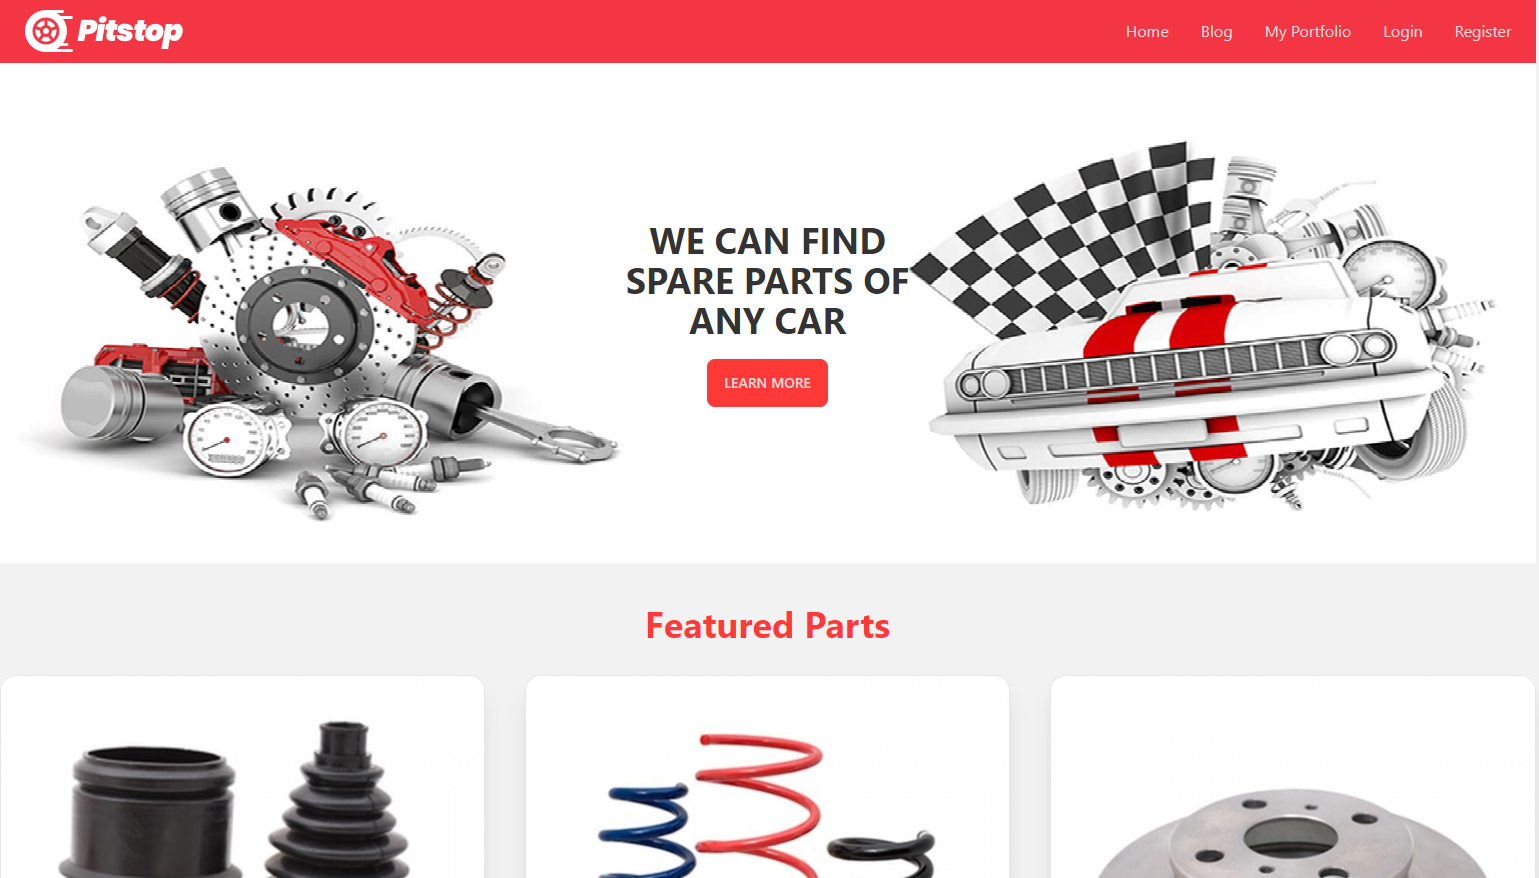 Pitstop
Home Blog My Portfolio Login Register
WE CAN FIND
SPARE PARTS OF
ANY CAR
LEARN MORE
Featured Parts